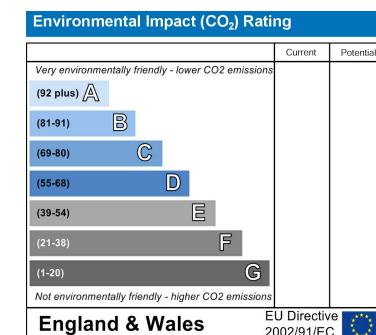 Environmental Impact (CO₂) Rating
Current Potential
Very environmentally friendly - lower CO2 emissions
(92 plus) A
(81-91) B
(69-80) C
(55-68) D
(39-54) E
(21-38) F
(1-20) G
Not environmentally friendly - higher CO2 emissions
England & Wales
EU Directive
2002/91/EC